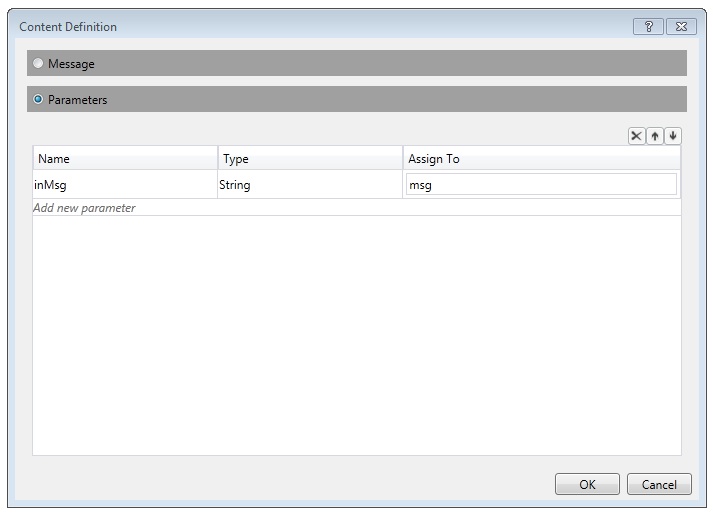 Content Definition
Message
Parameters
Name Type Assign To
inMsg String msg
Add new parameter
OK Cancel